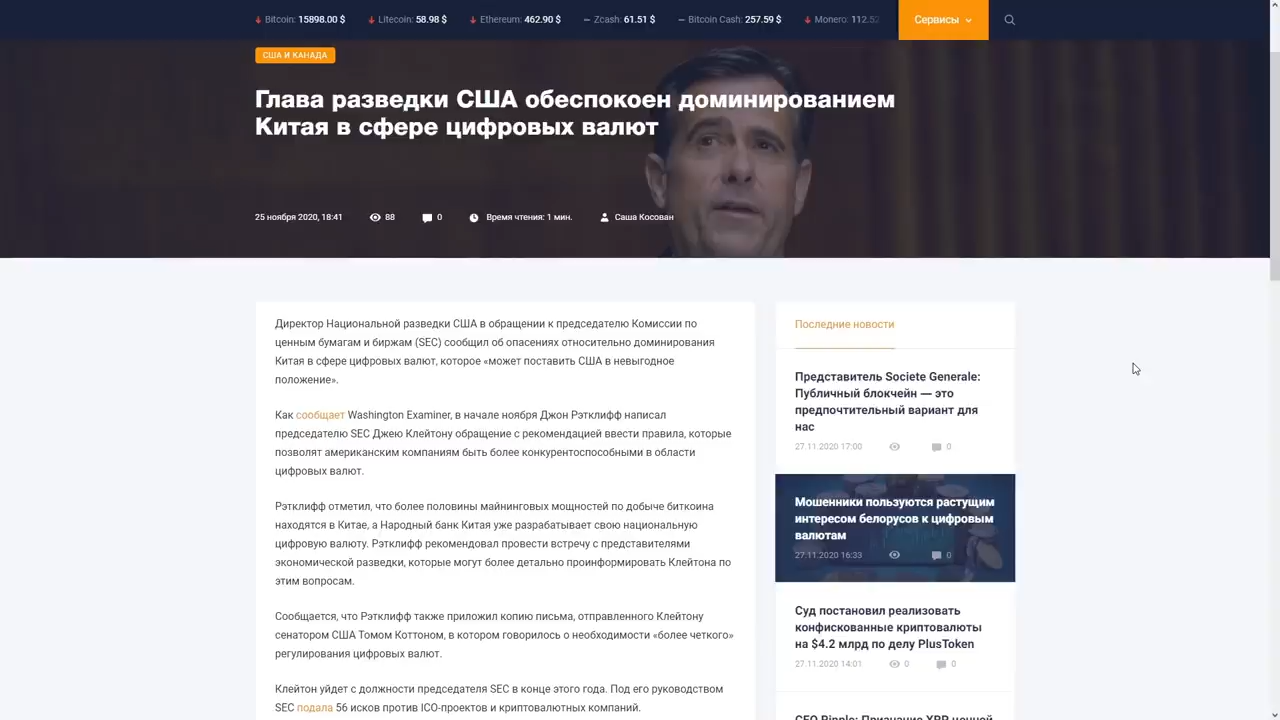 Bitcoin: 15898.00 $ Litecoin: 58.98 $ Ethereum: 462.90 $ Zcash: 61.51 $ Bitcoin Cash: 257.59 $ Monero: 112.52
Сервисы
США И КАНАДА
Глава разведки США обеспокоен доминированием
Китая в сфере цифровых валют
25 ноября 2020, 18:41 88 0 Время чтения: 1 мин. Саша Косован
Директор Национальной разведки США в обращении к председателю Комиссии по
ценным бумагам и биржам (SEC) сообщил об опасениях относительно доминирования
Китая в сфере цифровых валют, которое «может поставить США в невыгодное
положение».
Как сообщает Washington Examiner, в начале ноября Джон Рэтклифф написал
председателю SEC Джею Клейтону обращение с рекомендацией ввести правила, которые
позволят американским компаниям быть более конкурентоспособными в области
цифровых валют.
Рэтклифф отметил, что более половины майнинговых мощностей по добыче биткоина
находятся в Китае, а Народный банк Китая уже разрабатывает свою национальную
цифровую валюту. Рэтклифф рекомендовал провести встречу с представителями
экономической разведки, которые могут более детально проинформировать Клейтона по
этим вопросам.
Сообщается, что Рэтклифф также приложил копию письма, отправленного Клейтону
сенатором США Томом Коттоном, в котором говорилось о необходимости «более четкого»
регулирования цифровых валют.
Клейтон уйдет с должности председателя SEC в конце этого года. Под его руководством
SEC подала 56 исков против ICO-проектов и криптовалютных компаний.
Последние новости
Представитель Societe Generale:
Публичный блокчейн — это
предпочтительный вариант для
нас
27.11.2020 17:00 0
Мошенники пользуются растущим
интересом белорусов к цифровым
валютам
27.11.2020 16:33 0
Суд постановил реализовать
конфискованные криптовалюты
на $4.2 млрд по делу PlusToken
27.11.2020 14:01 0 0
CEO Ripple: Признание XRP ценной